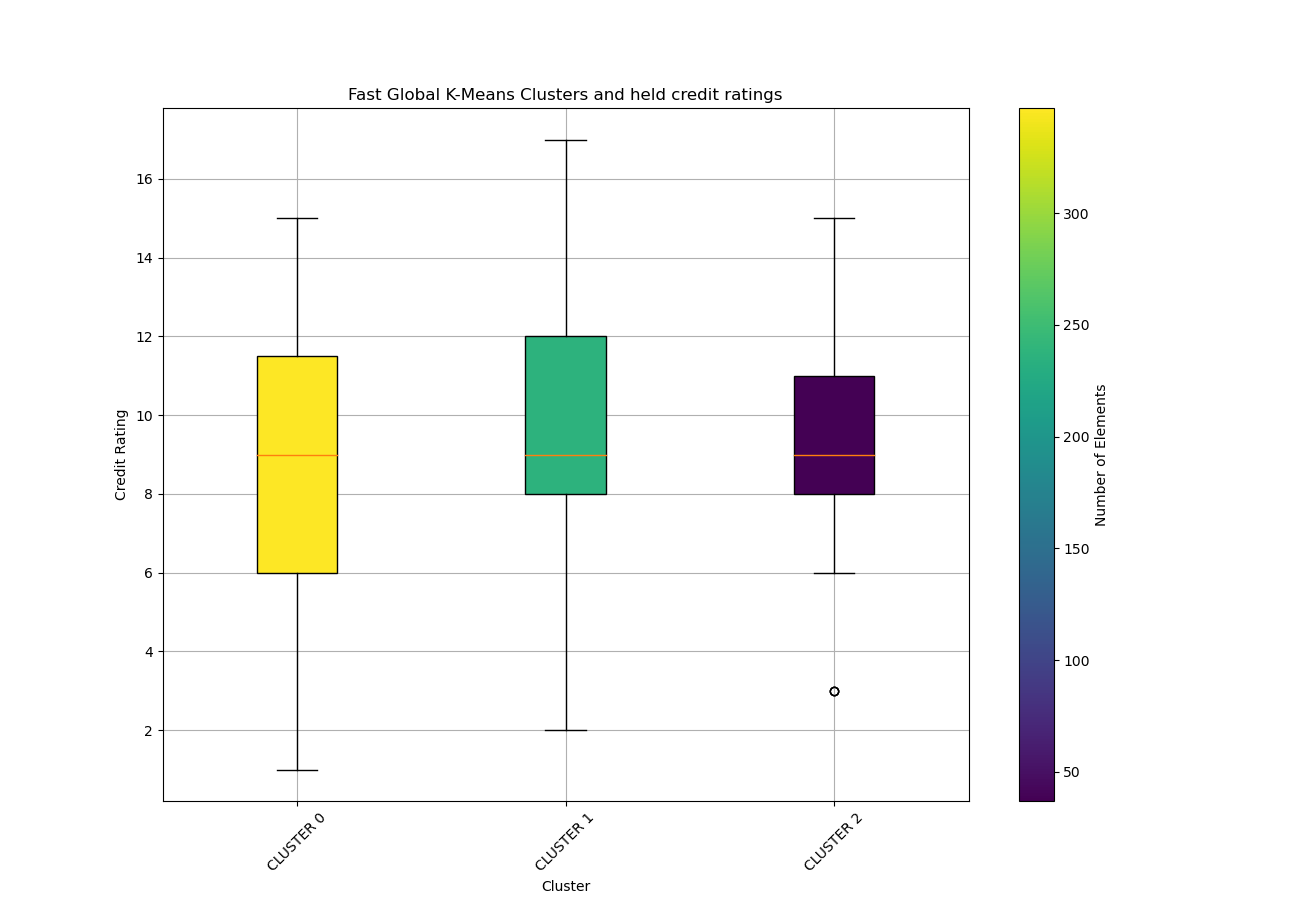 Fast Global K-Means Clusters and held credit ratings
16
14
12
10
8
6
4
2
Credit Rating
CLUSTER 0
CLUSTER 1
CLUSTER 2
Cluster
300
250
200
150
100
50
Number of Elements